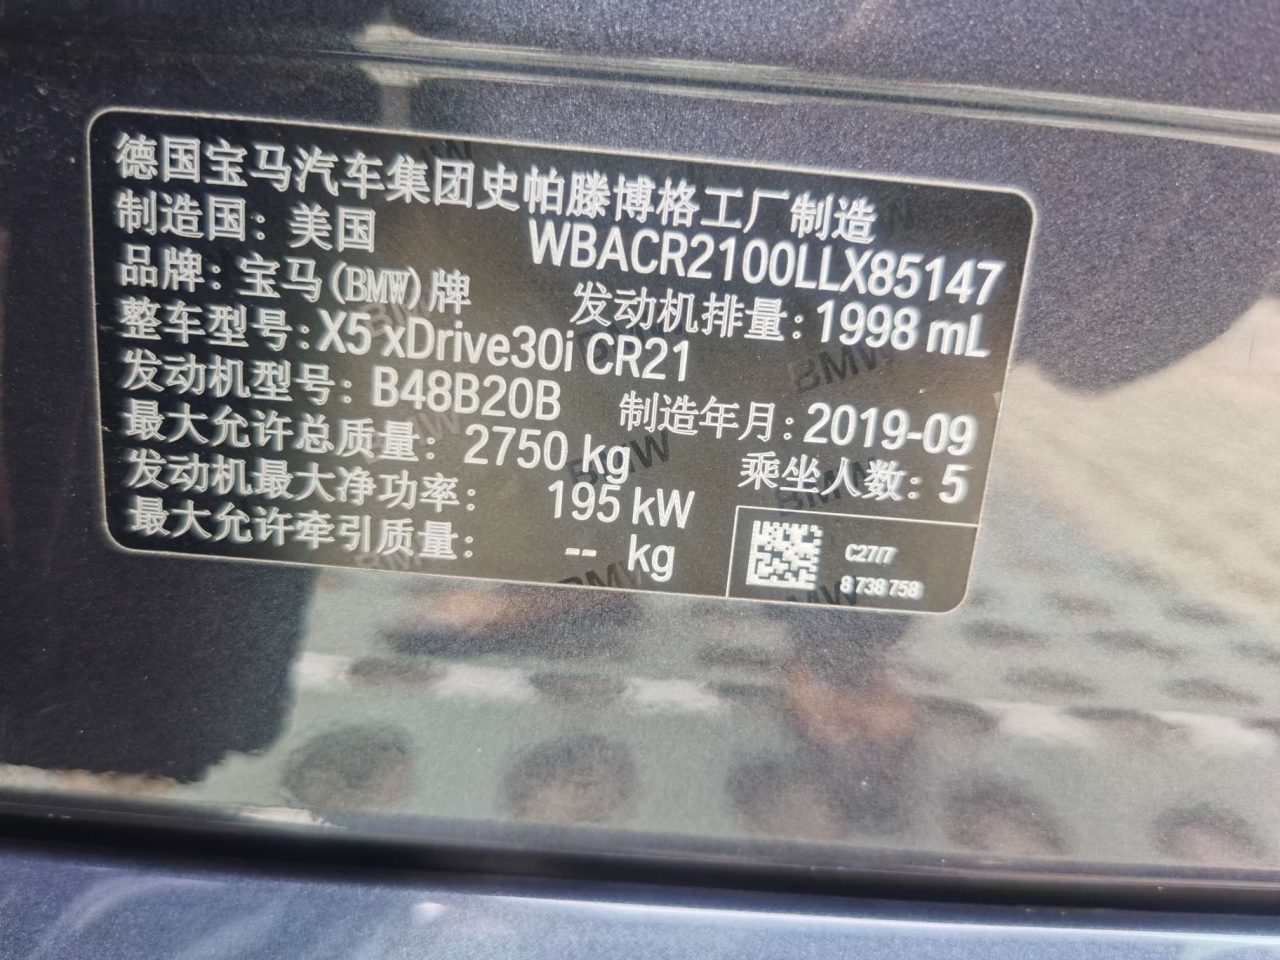 德国宝马汽车集团史帕滕博格工厂制造
制造国：美国 WBACR2100LLX85147
品牌：宝马(BMW)牌 发动机排量：1998 mL
整车型号：X5 xDrive30i CR21
发动机型号：B48B20B 制造年月：2019-09
最大允许总质量：2750 kg 乘坐人数：5
发动机最大净功率：195 kW
最大允许牵引质量：-- kg
C27/7
8 738 758